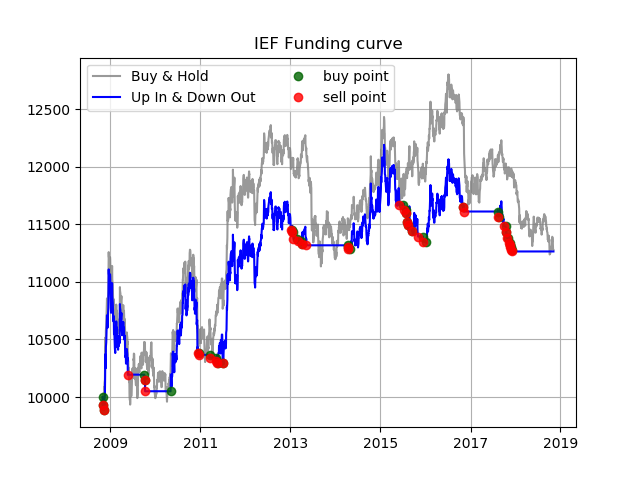 IEF Funding curve
Buy & Hold
Up In & Down Out
buy point
sell point
12500
12000
11500
11000
10500
10000
2009 2011 2013 2015 2017 2019